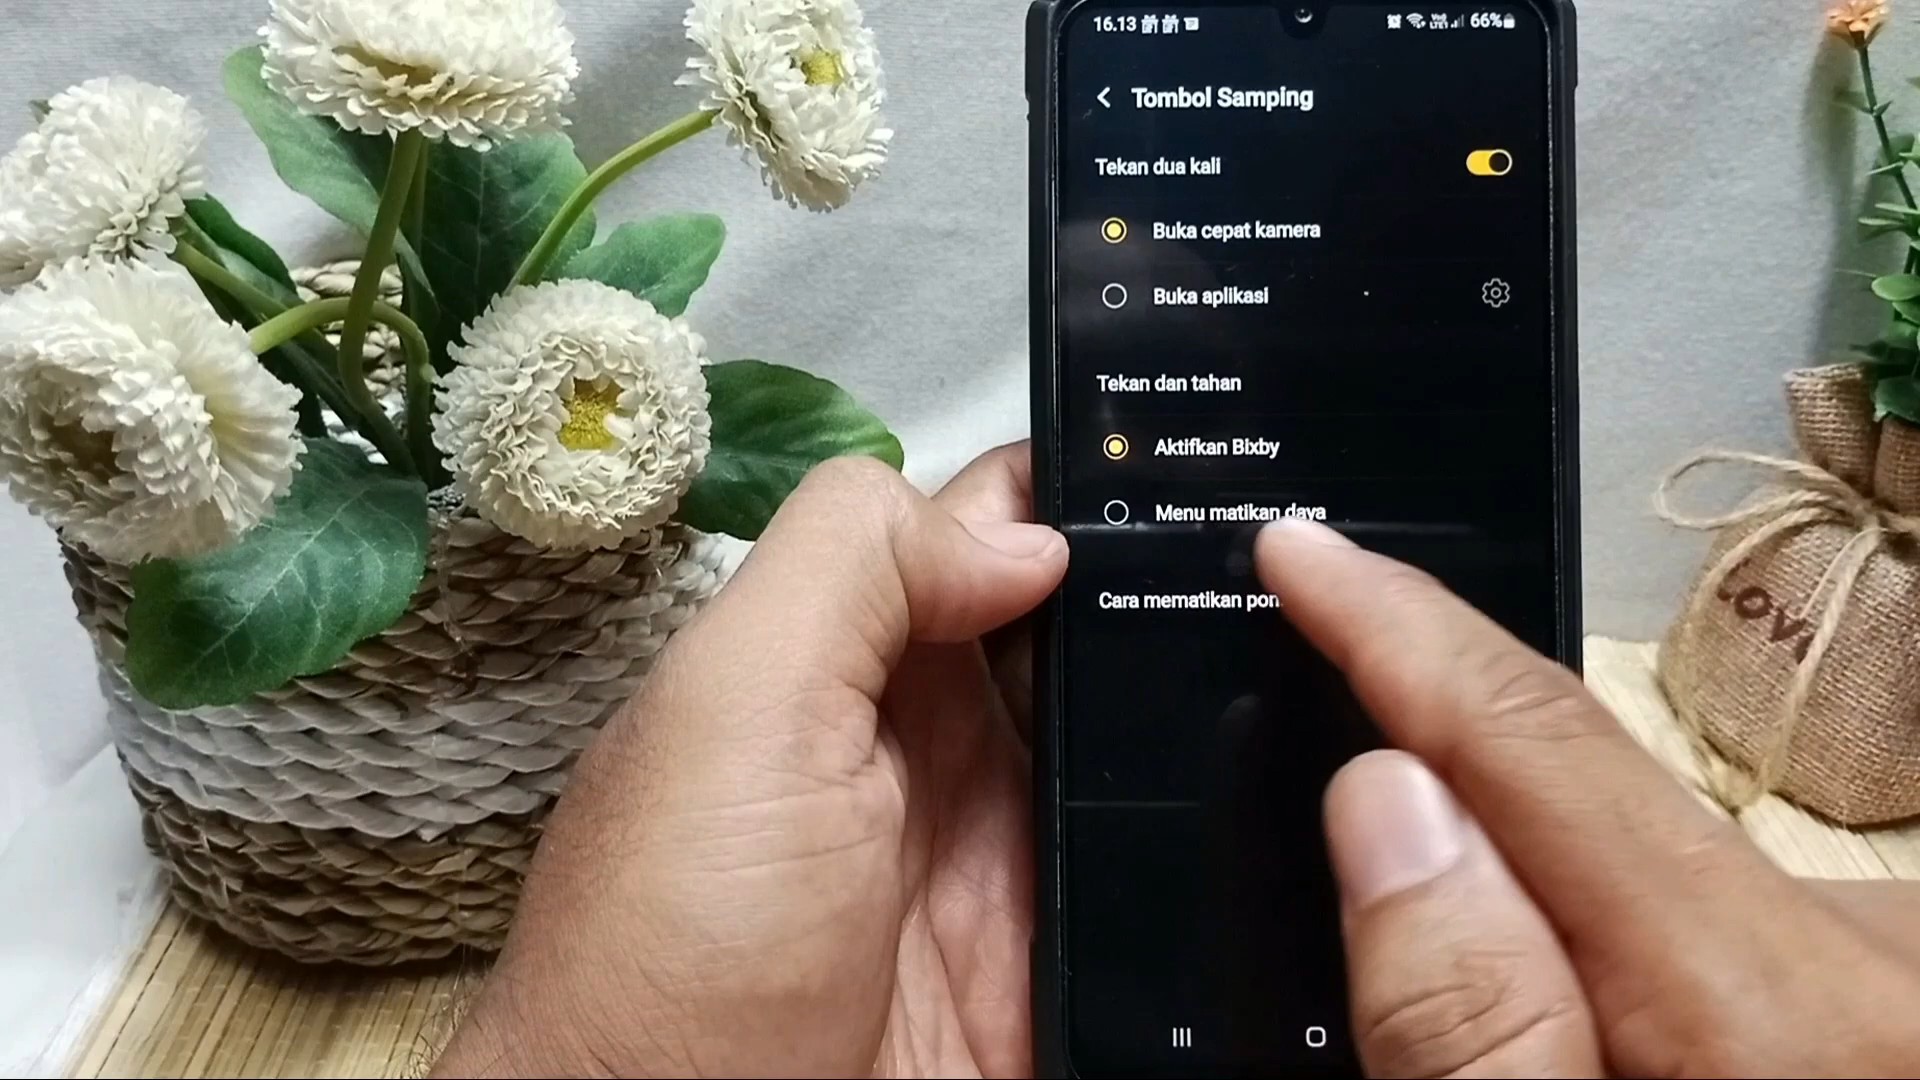 16.13
66%
Tombol Samping
Tekan dua kali
Buka cepat kamera
Buka aplikasi
Tekan dan tahan
Aktifkan Bixby
Menu matikan daya
Cara mematikan pon
LOVE